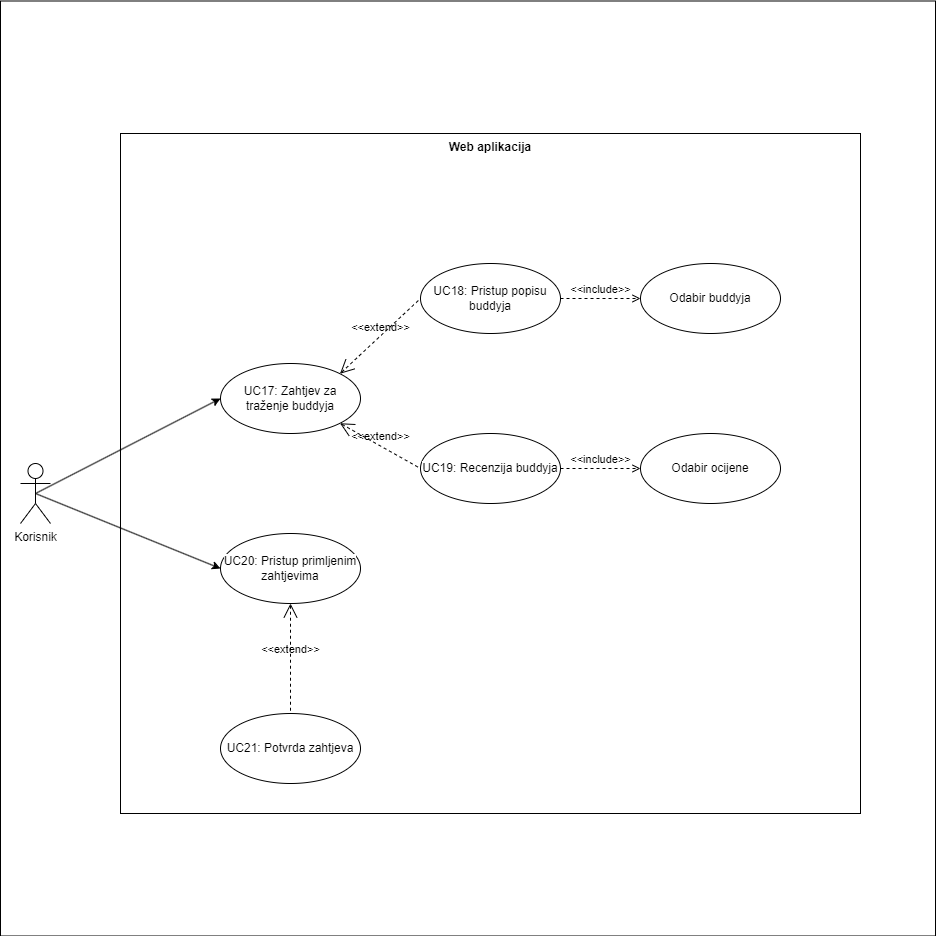 Web aplikacija
UC18: Pristup popisu
buddyja
<<include>>
Odabir buddyja
<<extend>>
UC17: Zahtjev za
traženje buddyja
<<extend>>
UC19: Recenzija buddyja
<<include>>
Odabir ocijene
Korisnik
UC20: Pristup primljenim
zahtjevima
<<extend>>
UC21: Potvrda zahtjeva